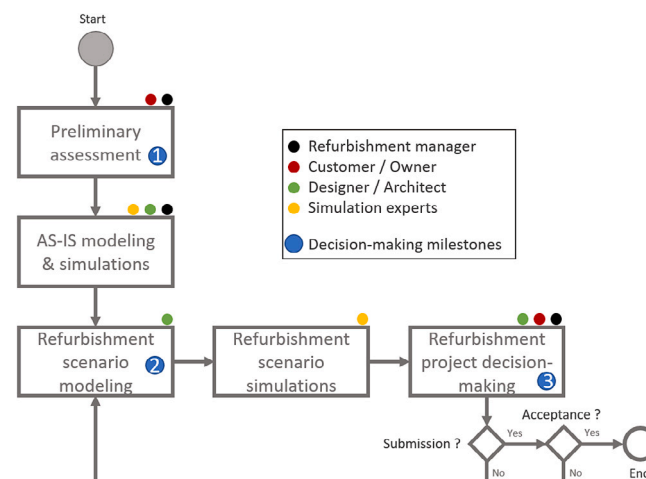 Start
Preliminary
assessment
1
Refurbishment manager
Customer / Owner
Designer / Architect
Simulation experts
Decision-making milestones
AS-IS modeling
& simulations
Refurbishment
scenario
modeling
2
Refurbishment
scenario
simulations
Refurbishment
project decision-
making
3
Acceptance ?
Submission ?
Yes
Yes
No
No
End